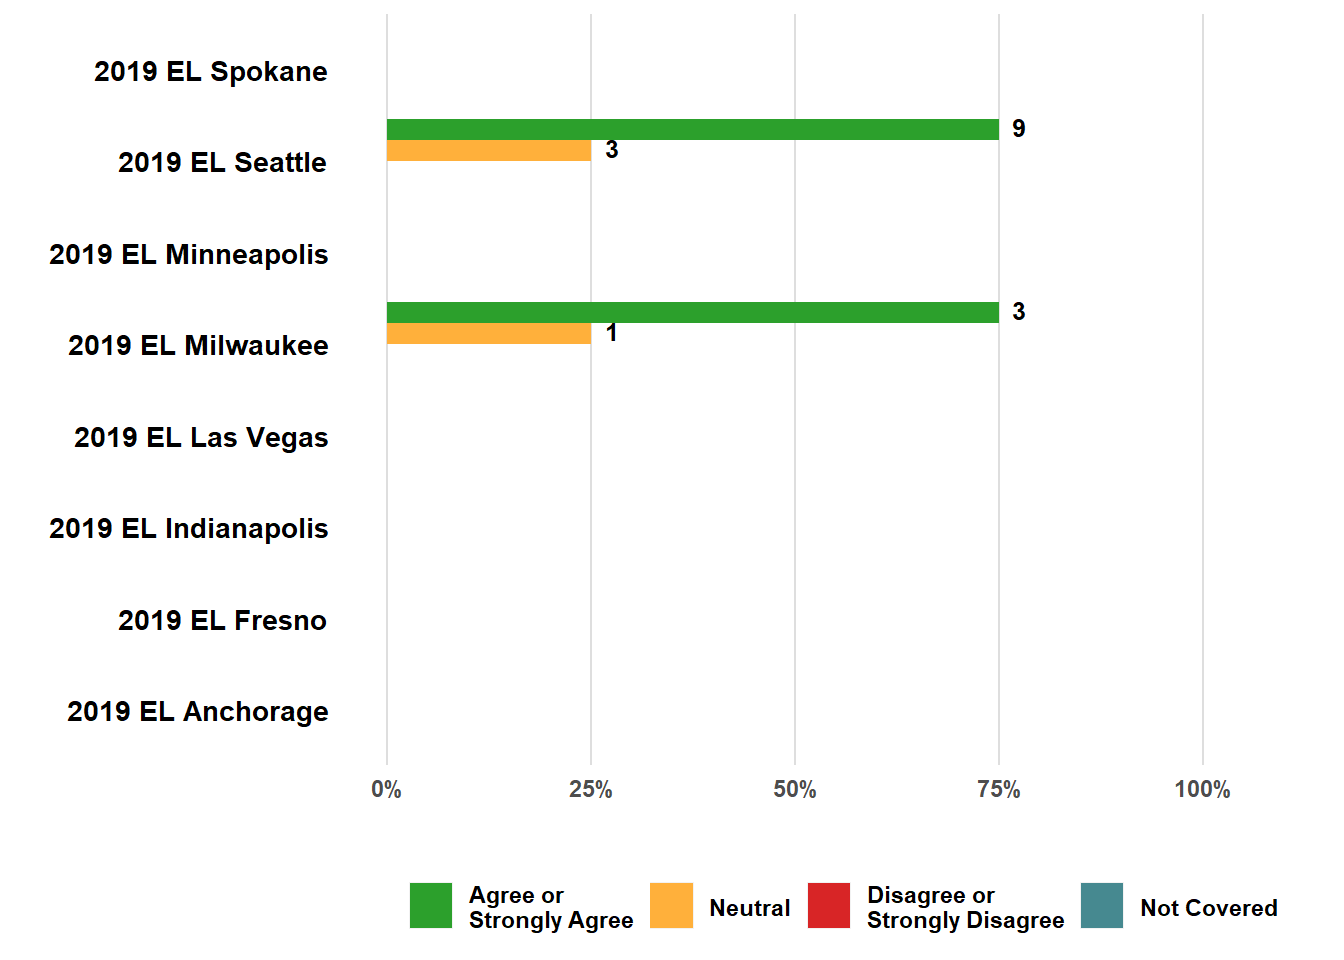 2019 EL Spokane
9
3
2019 EL Seattle
2019 EL Minneapolis
3
1
2019 EL Milwaukee
2019 EL Las Vegas
2019 EL Indianapolis
2019 EL Fresno
2019 EL Anchorage
0% 25% 50% 75% 100%
Agree or
Strongly Agree
Neutral
Disagree or
Strongly Disagree
Not Covered